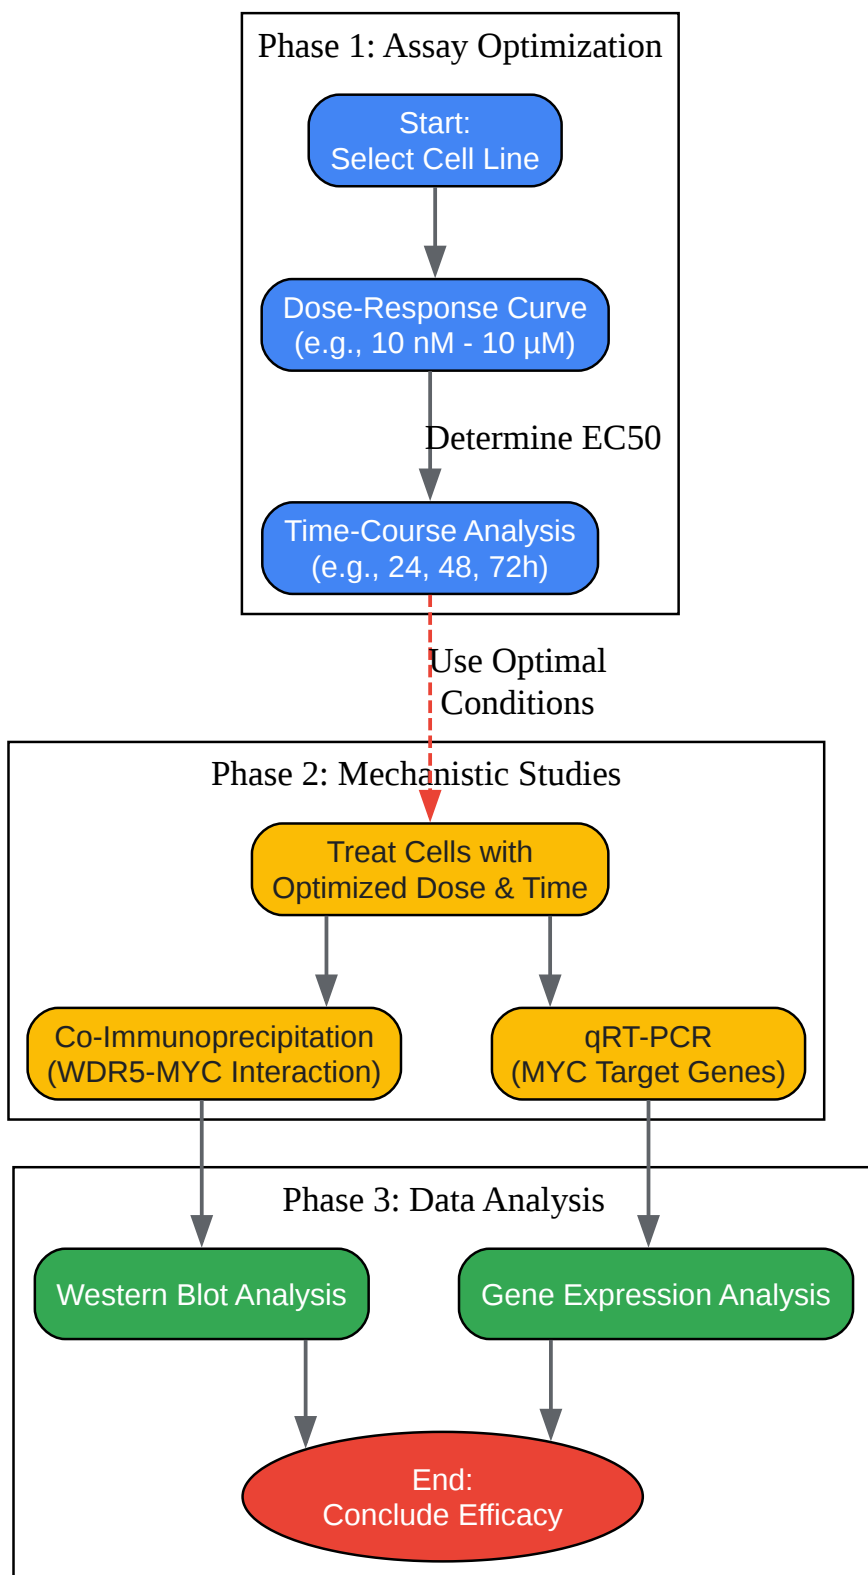 Phase 1: Assay Optimization
Start:
Select Cell Line
Dose-Response Curve
(e.g., 10 nM - 10 µM)
Determine EC50
Time-Course Analysis
(e.g., 24, 48, 72h)
Use Optimal
Conditions
Phase 2: Mechanistic Studies
Treat Cells with
Optimized Dose & Time
Co-Immunoprecipitation
(WDR5-MYC Interaction)
qRT-PCR
(MYC Target Genes)
Phase 3: Data Analysis
Western Blot Analysis
Gene Expression Analysis
End:
Conclude Efficacy